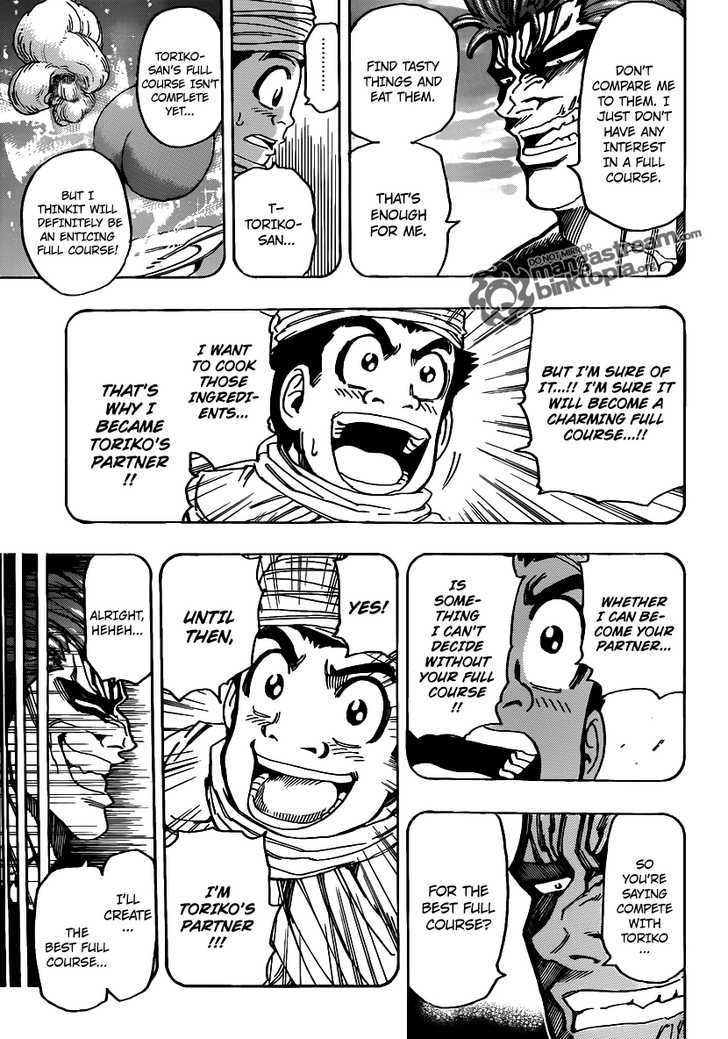 DON'T
COMPARE ME
TO THEM. I
JUST DON'T
HAVE ANY
INTEREST
IN A FULL
COURSE.
FIND TASTY
THINGS AND
EAT THEM.
THAT'S
ENOUGH
FOR ME.
........
T-
TORIKO-
SAN...
TORIKO-
SAN'S FULL
COURSE ISN'T
COMPLETE
YET...
BUT I
THINKIT WILL
DEFINITELY BE
AN ENTICING
FULL COURSE!
DO NOT MIRROR
mangastream.com
binktopia.org
BUT I'M SURE OF
IT...!! I'M SURE IT
WILL BECOME A
CHARMING FULL
COURSE...!!
I WANT
TO COOK
THOSE
INGREDI-
ENTS...
THAT'S
WHY I
BECAME
TORIKO'S
PARTNER
!!
WHETHER
I CAN BE-
COME YOUR
PARTNER...
IS
SOME-
THING
I CAN'T
DECIDE
WITHOUT
YOUR FULL
COURSE
!!
SO
YOU'RE
SAYING
COMPETE
WITH
TORIKO
...
FOR THE
BEST FULL
COURSE?
YES!
UNTIL
THEN,
I'M
TORIKO'S
PARTNER
!!!
ALRIGHT,
HEHEH...
I'LL
CREATE
...
THE
BEST FULL
COURSE...